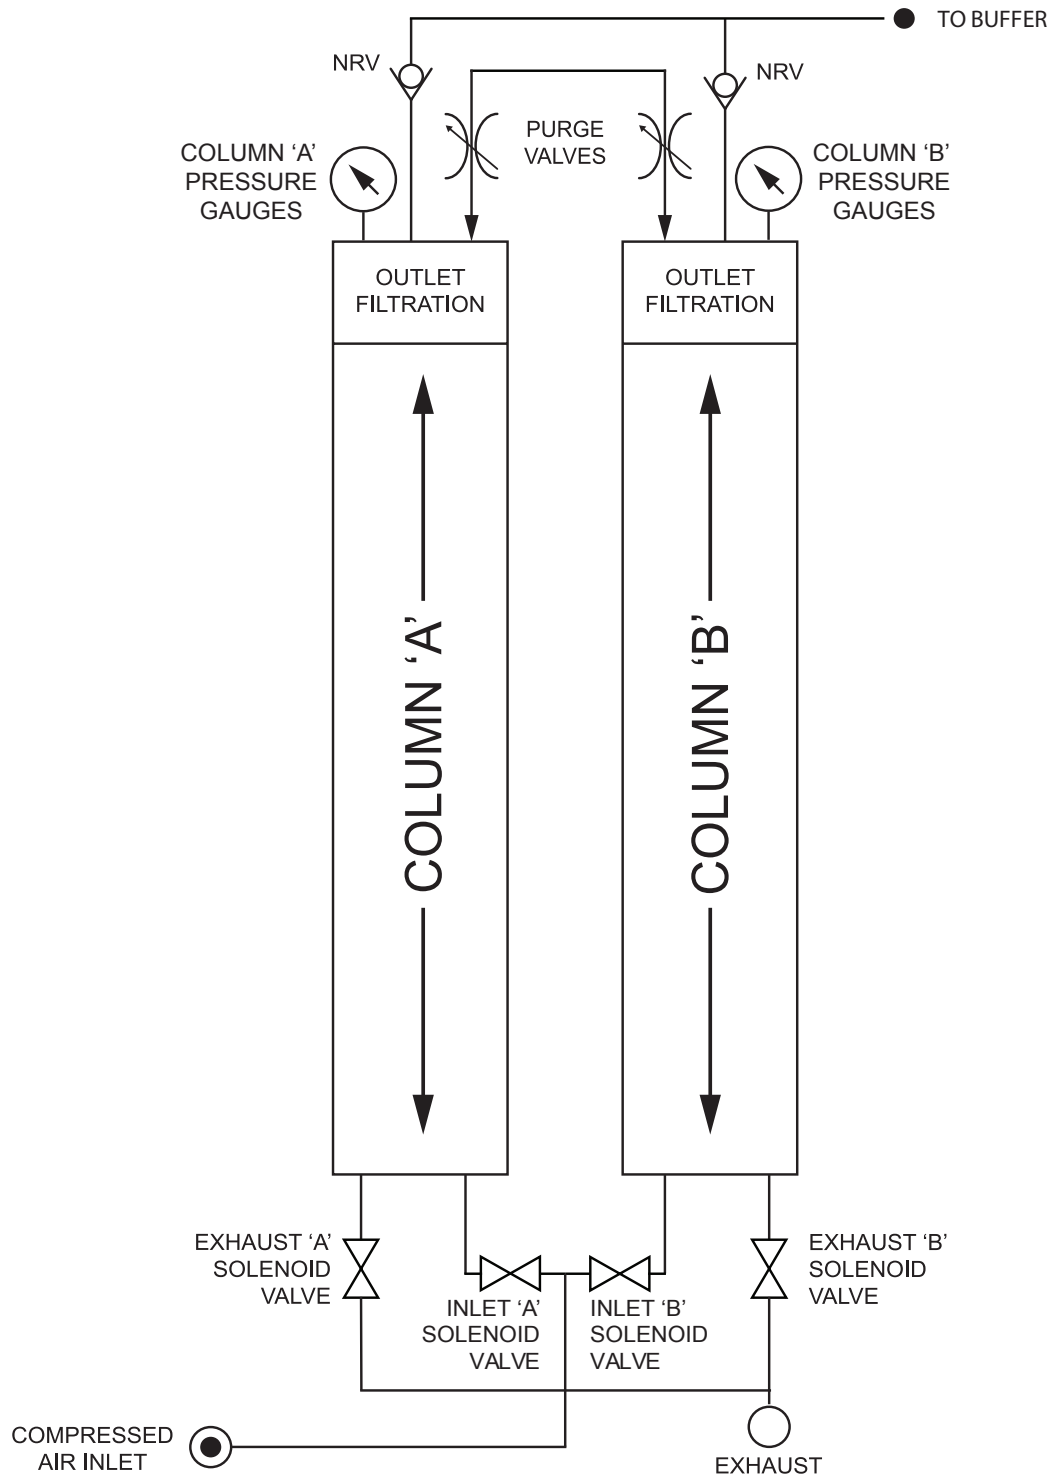 TO BUFFER
NRV
NRV
PURGE
VALVES
COLUMN ‘A’
PRESSURE
GAUGES
COLUMN ‘B’
PRESSURE
GAUGES
OUTLET
FILTRATION
OUTLET
FILTRATION
COLUMN ‘A’
COLUMN ‘B’
EXHAUST ‘A’
SOLENOID
VALVE
INLET ‘A’
SOLENOID
VALVE
INLET ‘B’
SOLENOID
VALVE
EXHAUST ‘B’
SOLENOID
VALVE
COMPRESSED
AIR INLET
EXHAUST